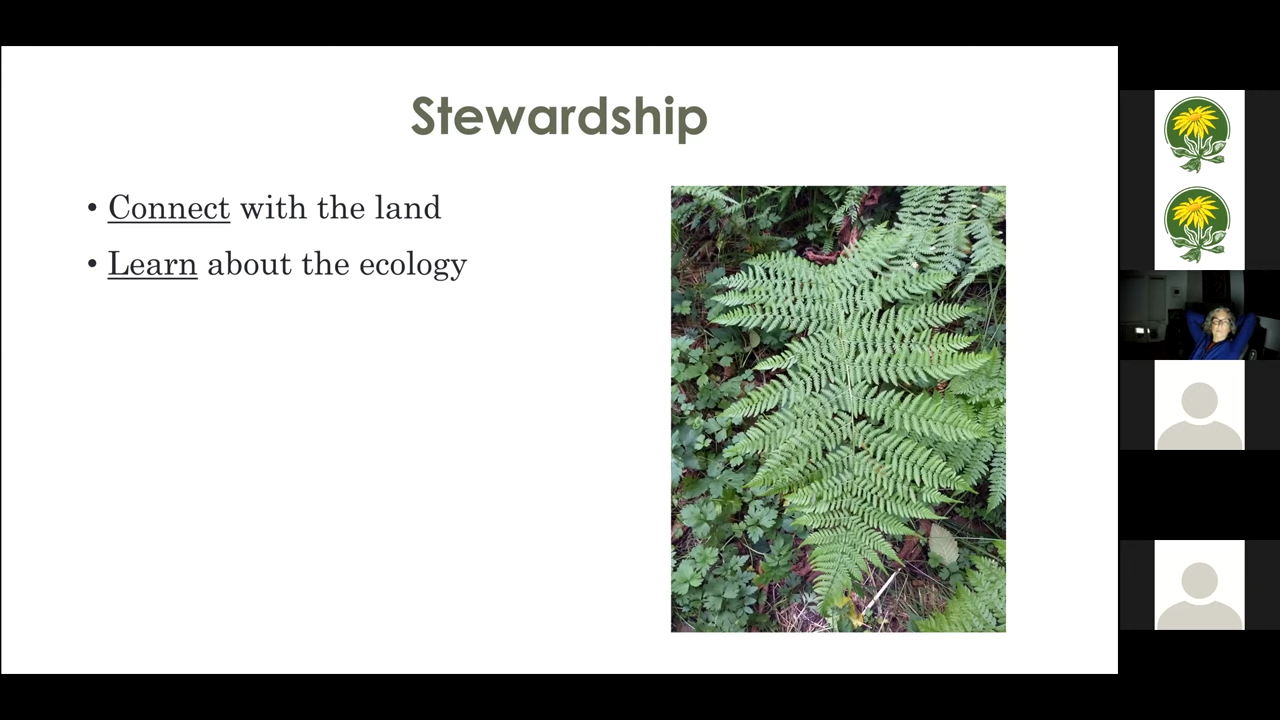 Stewardship
• Connect with the land
• Learn about the ecology